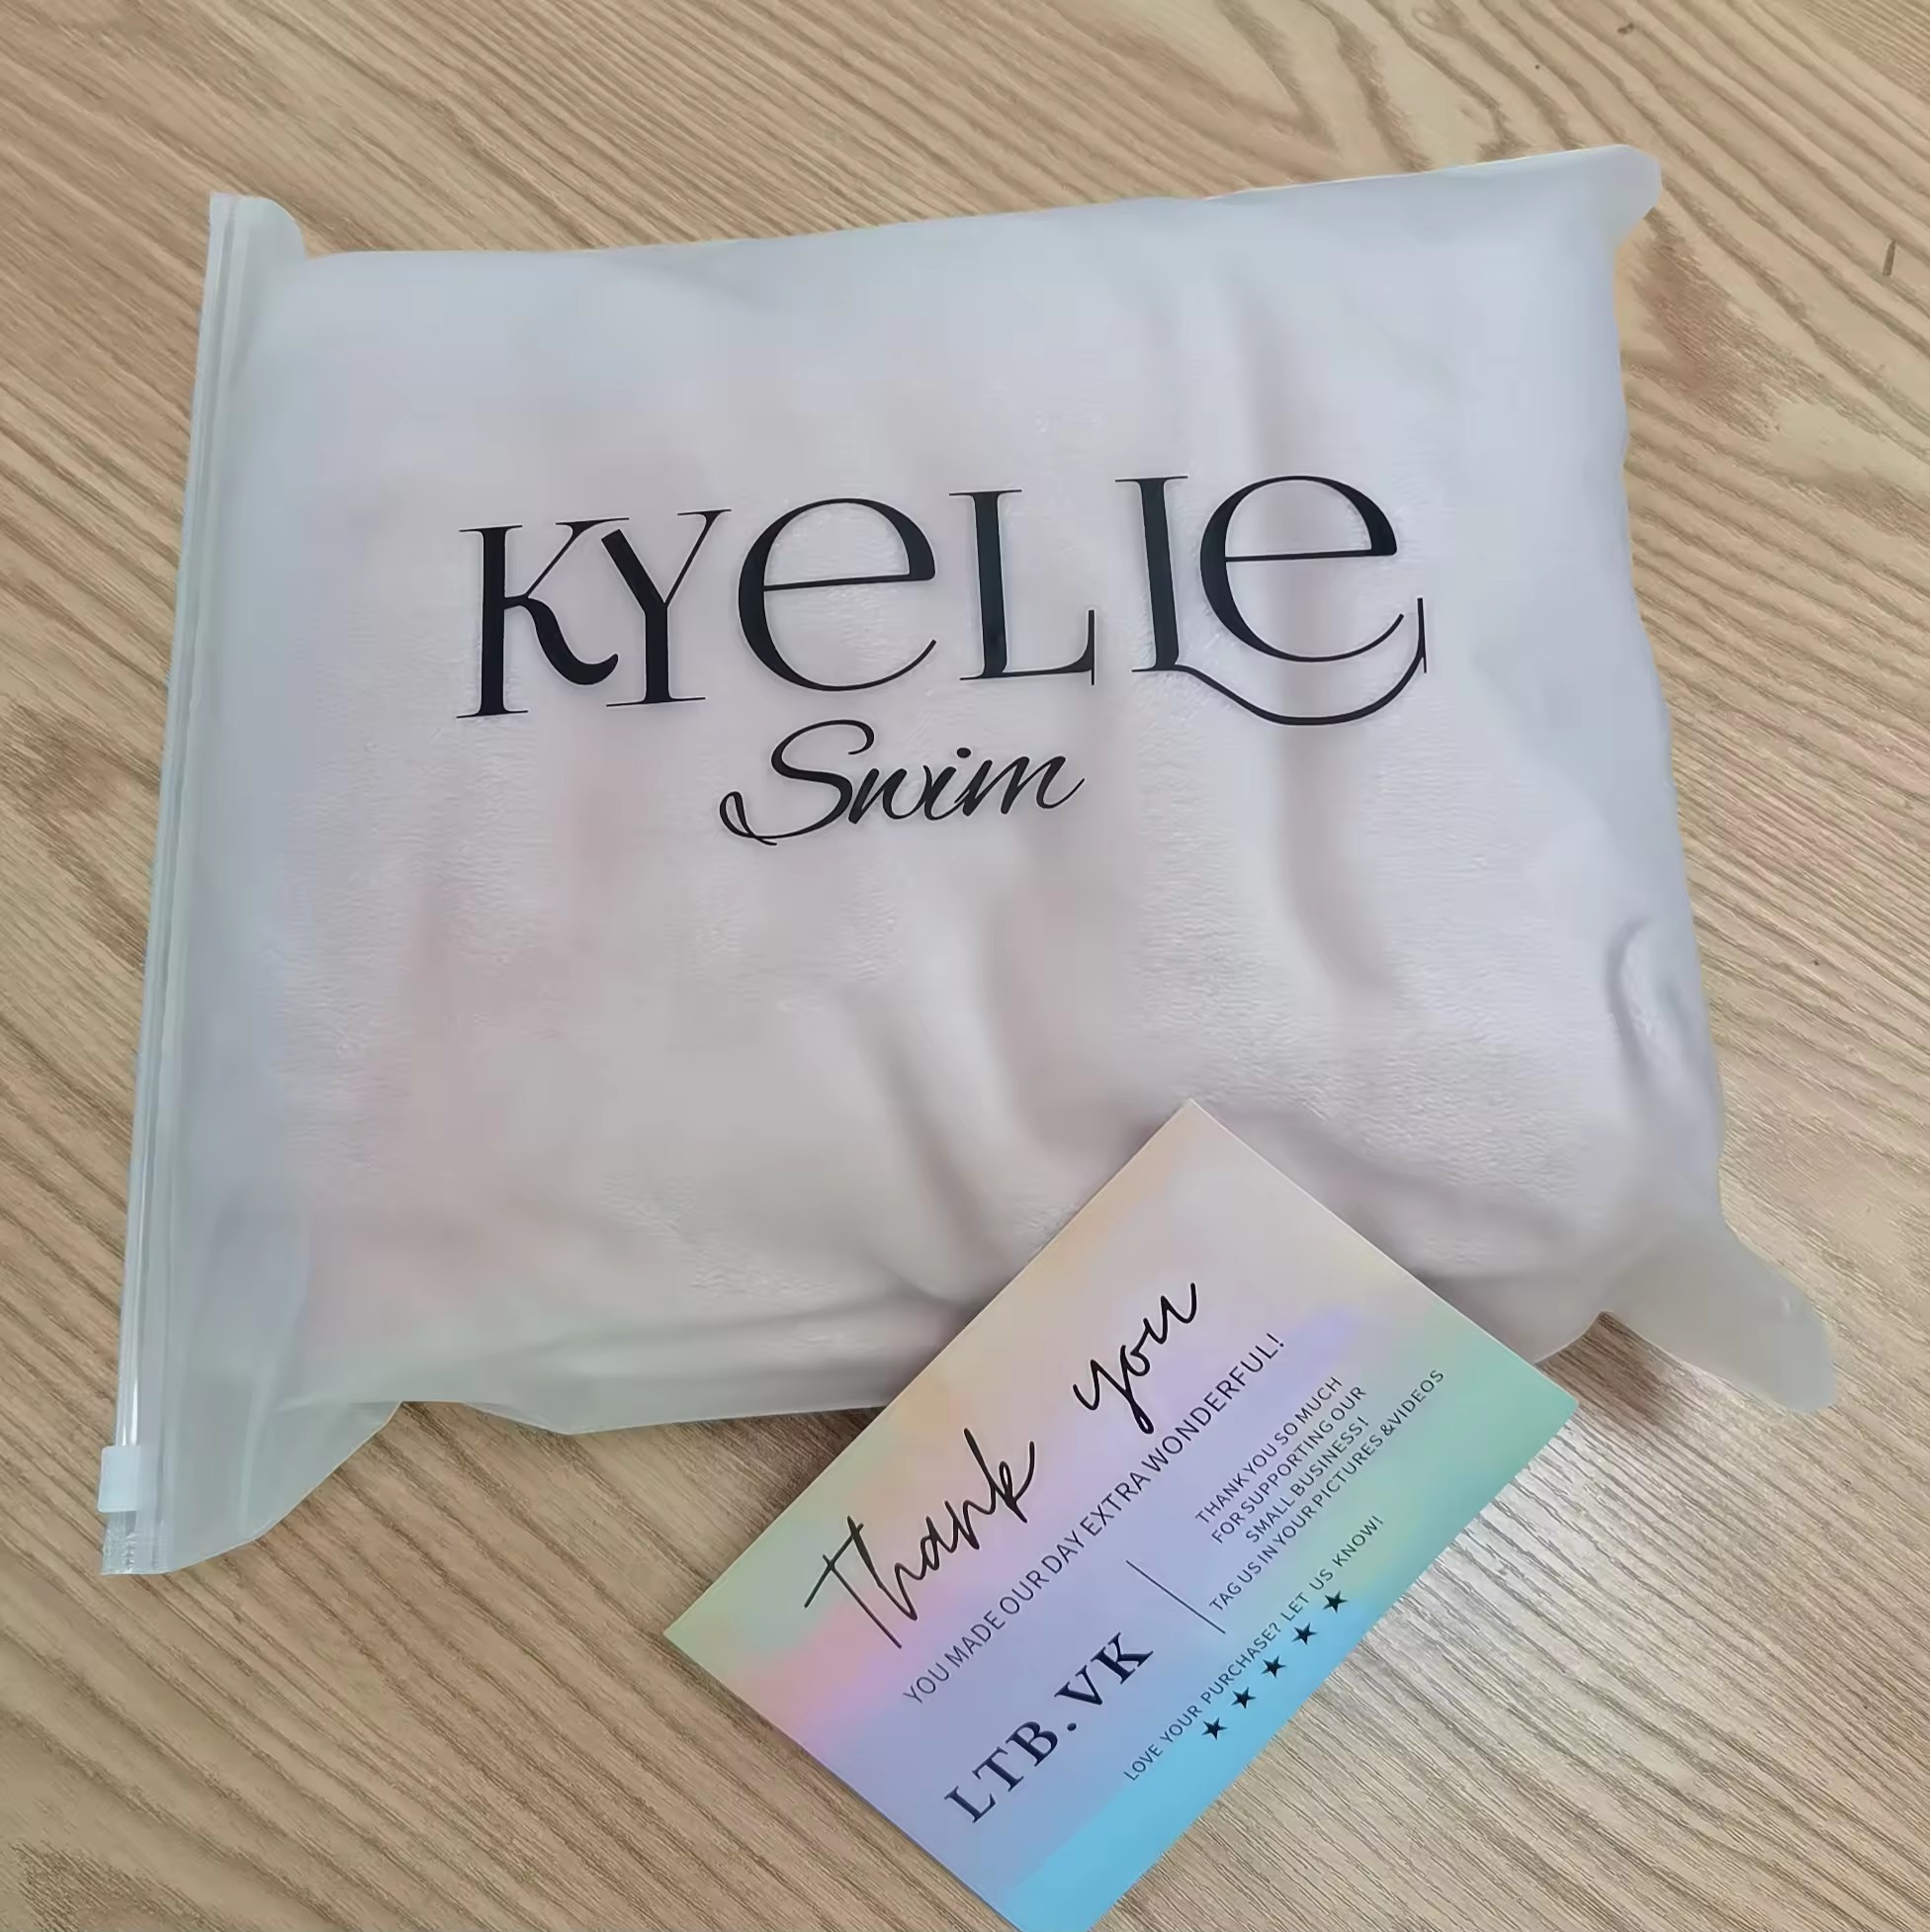 KYeLIe
Swim
Thank you
YOU MADE OUR DAY EXTRA WONDERFUL!
LTB.VK
THANK YOU SO MUCH
FOR SUPPORTING OUR
SMALL BUSINESS!
TAG US IN YOUR PICTURES &VIDEOS
LOVE YOUR PURCHASE? LET US KNOW!
★ ★ ★ ★ ★